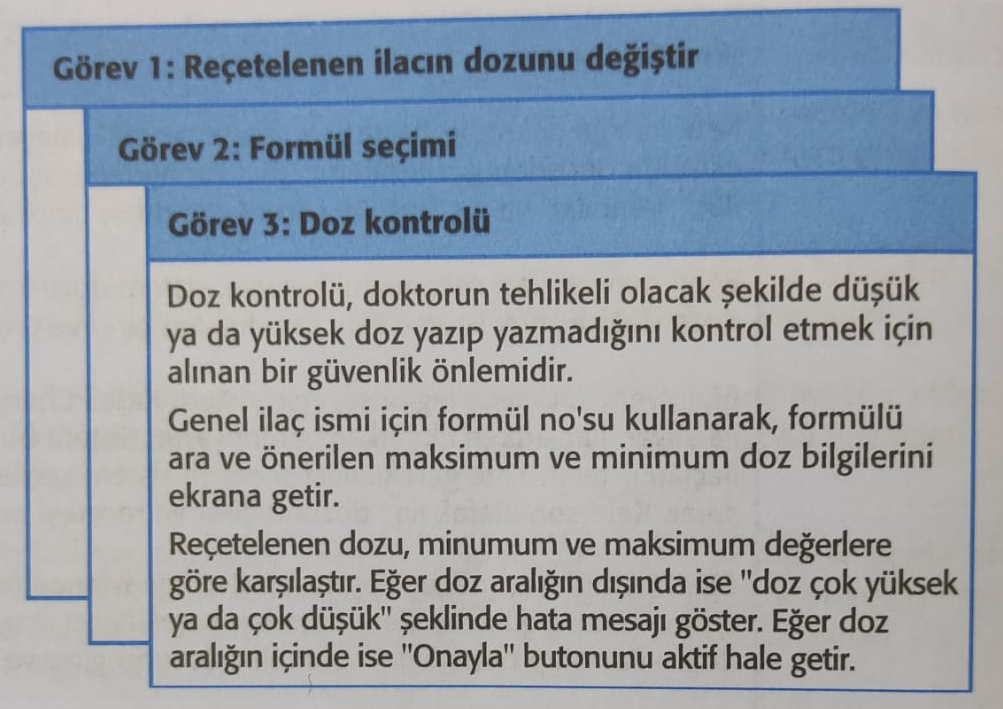 Görev 1: Reçetelenen ilacın dozunu değiştir
Görev 2: Formül seçimi
Görev 3: Doz kontrolü
Doz kontrolü, doktorun tehlikeli olacak şekilde düşük
ya da yüksek doz yazıp yazmadığını kontrol etmek için
alınan bir güvenlik önlemidir.
Genel ilaç ismi için formül no'su kullanarak, formülü
ara ve önerilen maksimum ve minimum doz bilgilerini
ekrana getir.
Reçetelenen dozu, minumum ve maksimum değerlere
göre karşılaştır. Eğer doz aralığın dışında ise "doz çok yüksek
ya da çok düşük" şeklinde hata mesajı göster. Eğer doz
aralığın içinde ise "Onayla" butonunu aktif hale getir.